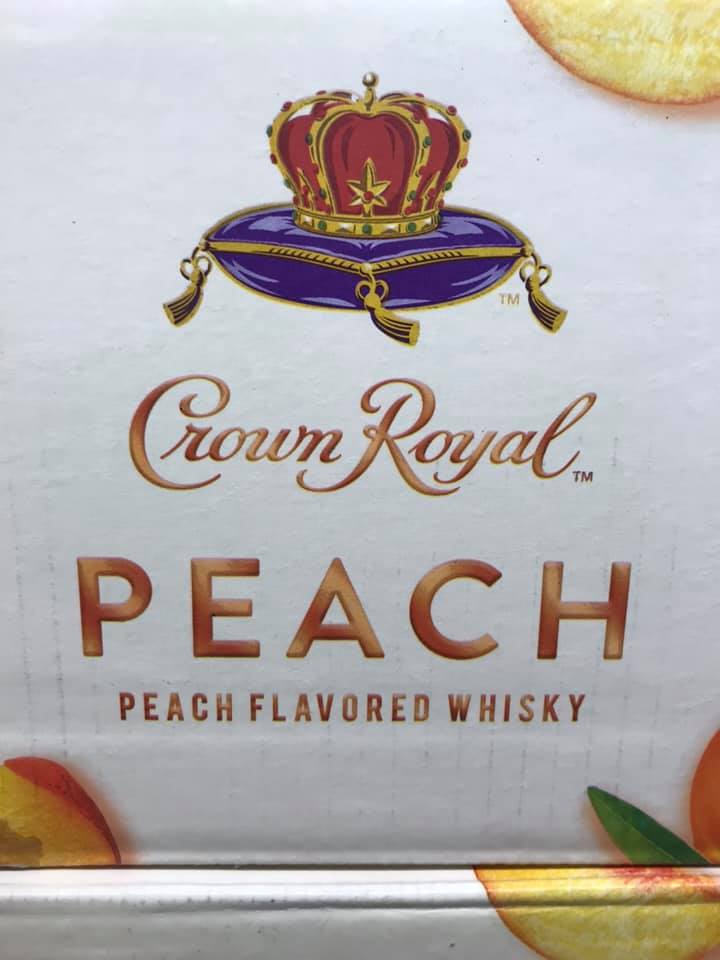 TM
Crown Royal TM
PEACH
PEACH FLAVORED WHISKY